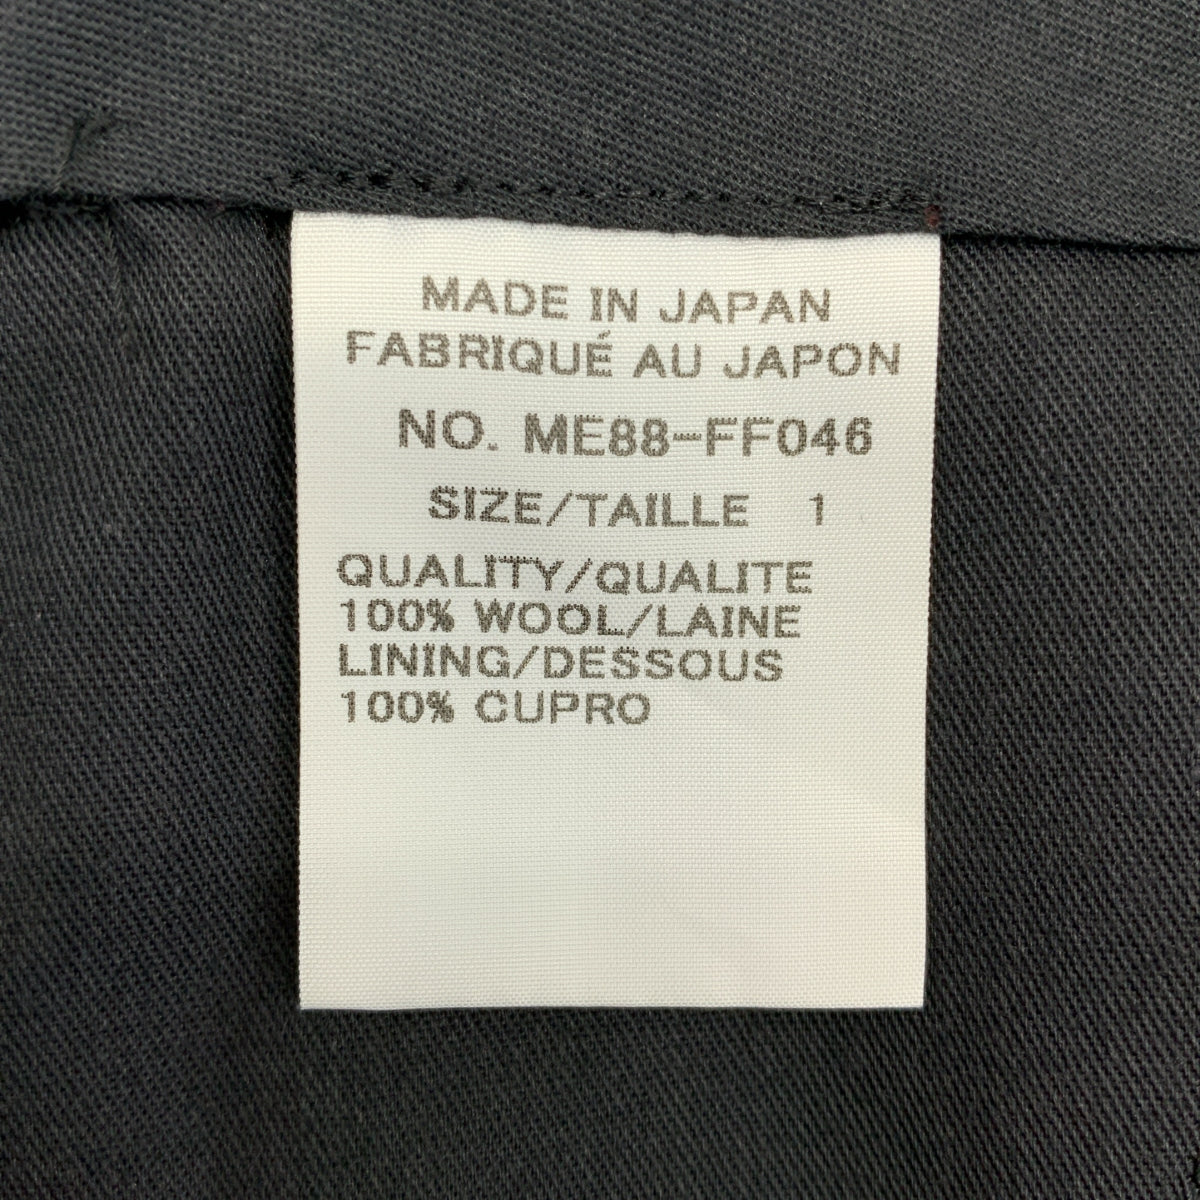 MADE IN JAPAN
FABRIQUÉ AU JAPON
NO. ME88-FF046
SIZE/TAILLE 1
QUALITY/QUALITE
100% WOOL/LAINE
LINING/DESSOUS
100% CUPRO